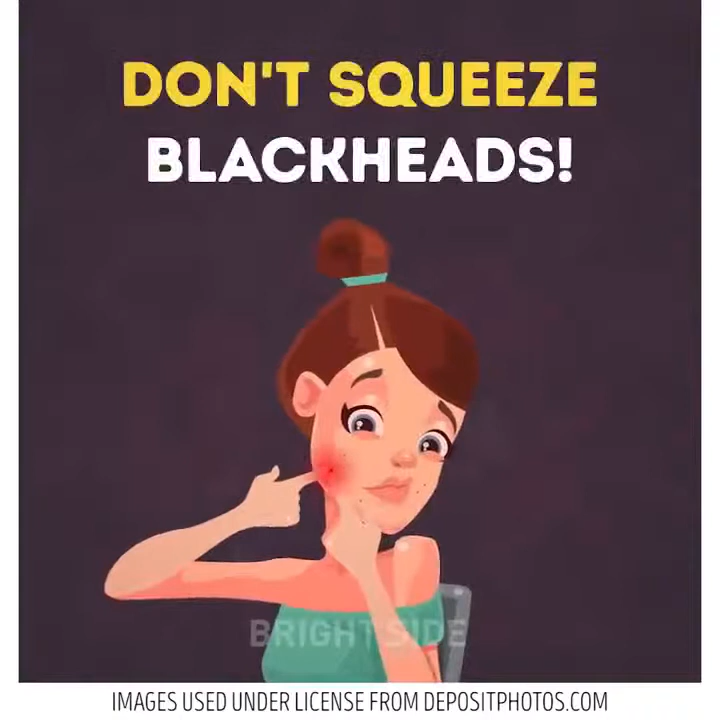 DON'T SQUEEZE
BLACKHEADS!
BRIGHT SIDE
IMAGES USED UNDER LICENSE FROM DEPOSITPHOTOS.COM